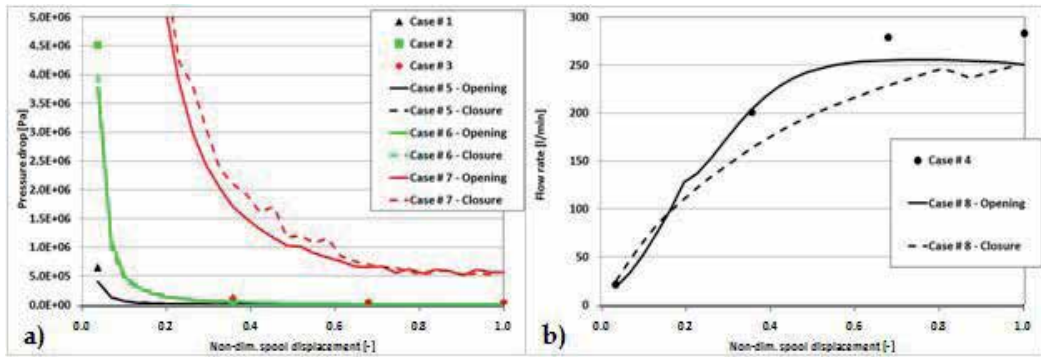 5.0E+06
4.5E+06
4.0E+06
3.5E+06
3.0E+06
2.5E+06
2.0E+06
1.5E+06
1.0E+06
5.0E+05
0.0E+00
Pressure drop [Pa]
0.0
0.2
0.4
0.6
0.8
1.0
Non-dim. spool displacement [-]
a)
Case # 1
Case # 2
Case # 3
Case # 5 - Opening
Case # 5 - Closure
Case # 6 - Opening
Case # 6 - Closure
Case # 7 - Opening
Case # 7 - Closure
300
250
200
150
100
50
0
Flow rate [l/min]
0.0
0.2
0.4
0.6
0.8
1.0
Non-dim. spool displacement [-]
b)
Case # 4
Case # 8 - Opening
Case # 8 - Closure